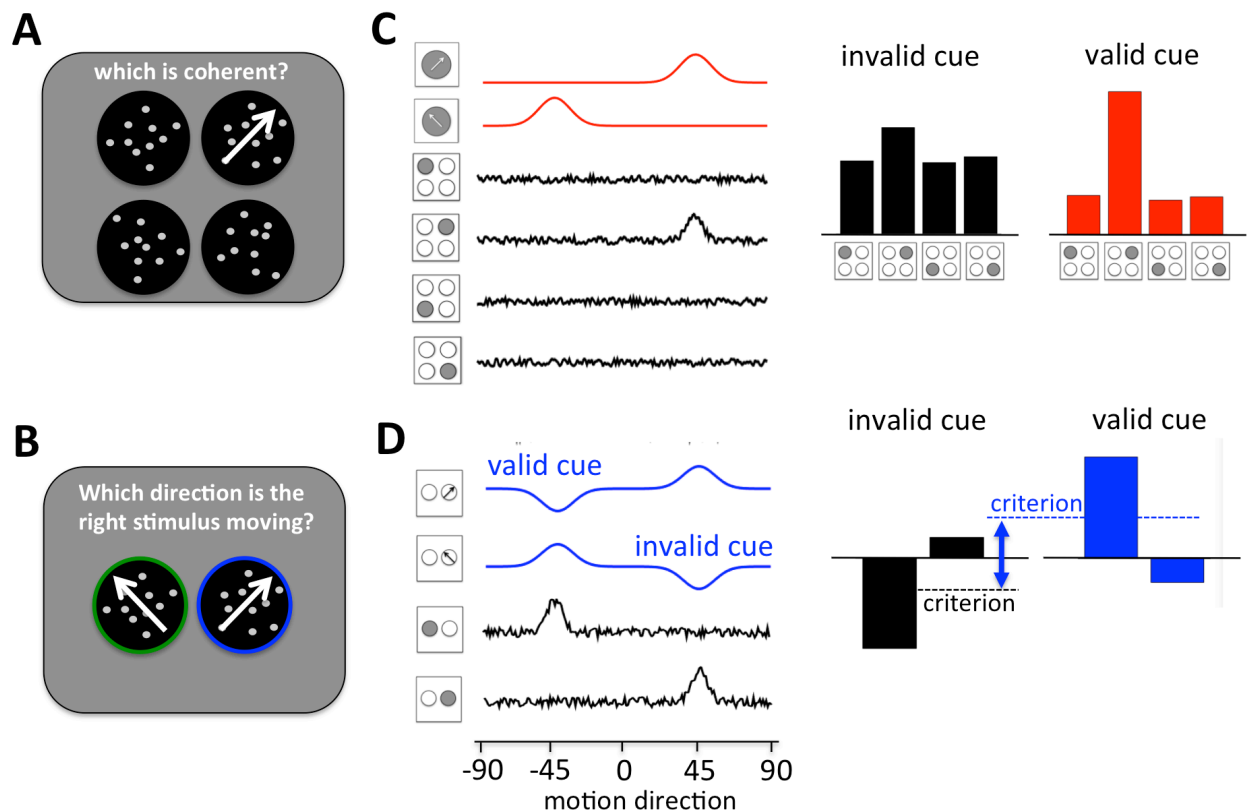 A
which is coherent?
C
invalid cue
valid cue
B
Which direction is the
right stimulus moving?
D
valid cue
invalid cue
-90
-45
0
45
90
motion direction
invalid cue
valid cue
criterion
criterion